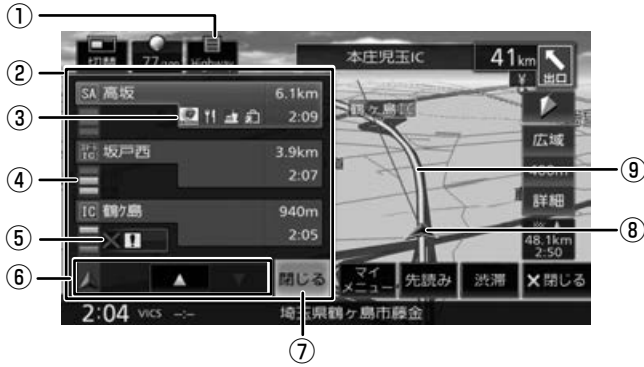 ①
切替
Highway
本庄児玉IC
41km
出口
②
SA 高坂
6.1km
③
2:09
広域
鶴ヶ島IC
坂戸西
3.9km
④
2:07
⑨
詳細
IC 鶴ヶ島
940m
⑧
⑤
2:05
48.1km
2:50
⑥
閉じる
マイ
メニュー
先読み
渋滞
×閉じる
2:04
VICS
--:--
埼玉県鶴ヶ島市藤金
⑦